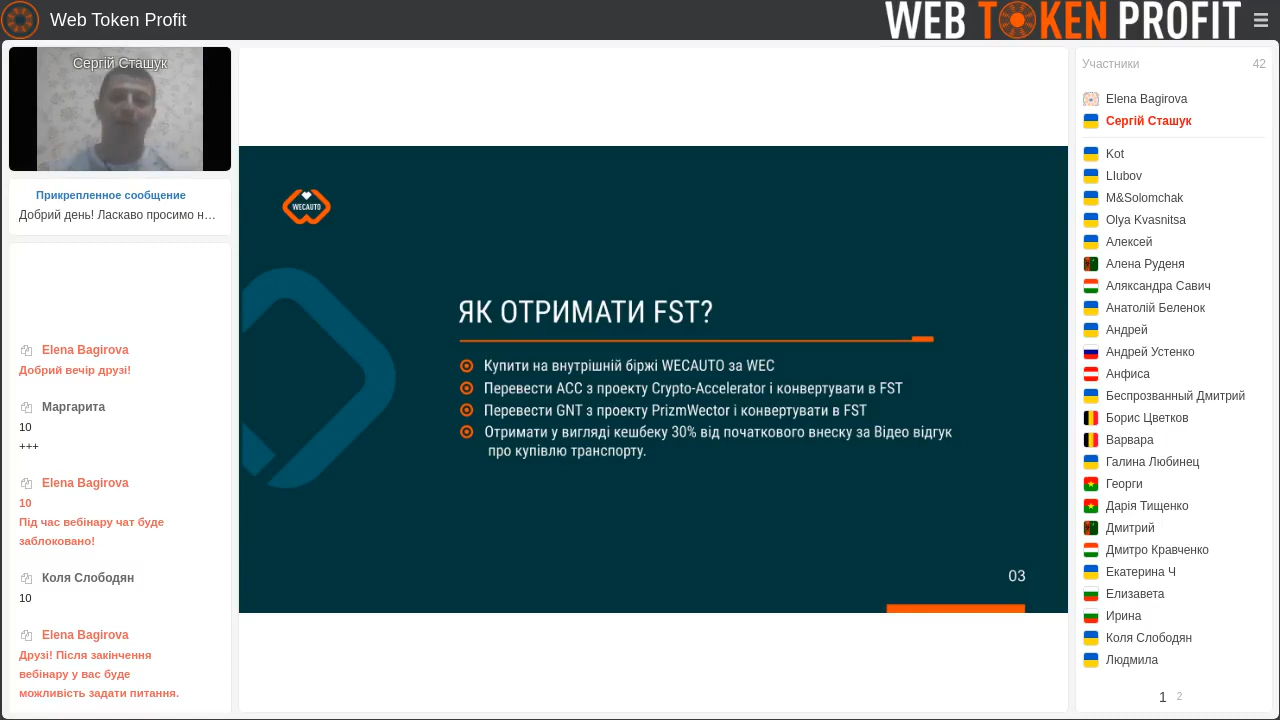 Web Token Profit
WEB TOKEN PROFIT
Сергій Сташук
Прикрепленное сообщение
Добрий день! Ласкаво просимо н…
Elena Bagirova
Добрий вечір друзі!
Маргарита
10
+++
Elena Bagirova
10
Під час вебінару чат буде
заблоковано!
Коля Слободян
10
Elena Bagirova
Друзі! Після закінчення
вебінару у вас буде
можливість задати питання.
WECAUTO
ЯК ОТРИМАТИ FST?
Купити на внутрішній біржі WECAUTO за WEC
Перевести ACC з проекту Crypto-Accelerator і конвертувати в FST
Перевести GNT з проекту PrizmWector і конвертувати в FST
Отримати у вигляді кешбеку 30% від початкового внеску за Відео відгук
про купівлю транспорту.
03
Участники 42
Elena Bagirova
Сергій Сташук
Kot
LIubov
M&Solomchak
Olya Kvasnitsa
Алексей
Алена Руденя
Аляксандра Савич
Анатолій Беленок
Андрей
Андрей Устенко
Анфиса
Беспрозванный Дмитрий
Борис Цветков
Варвара
Галина Любинец
Георги
Дарія Тищенко
Дмитрий
Дмитро Кравченко
Екатерина Ч
Елизавета
Ирина
Коля Слободян
Людмила
1 2